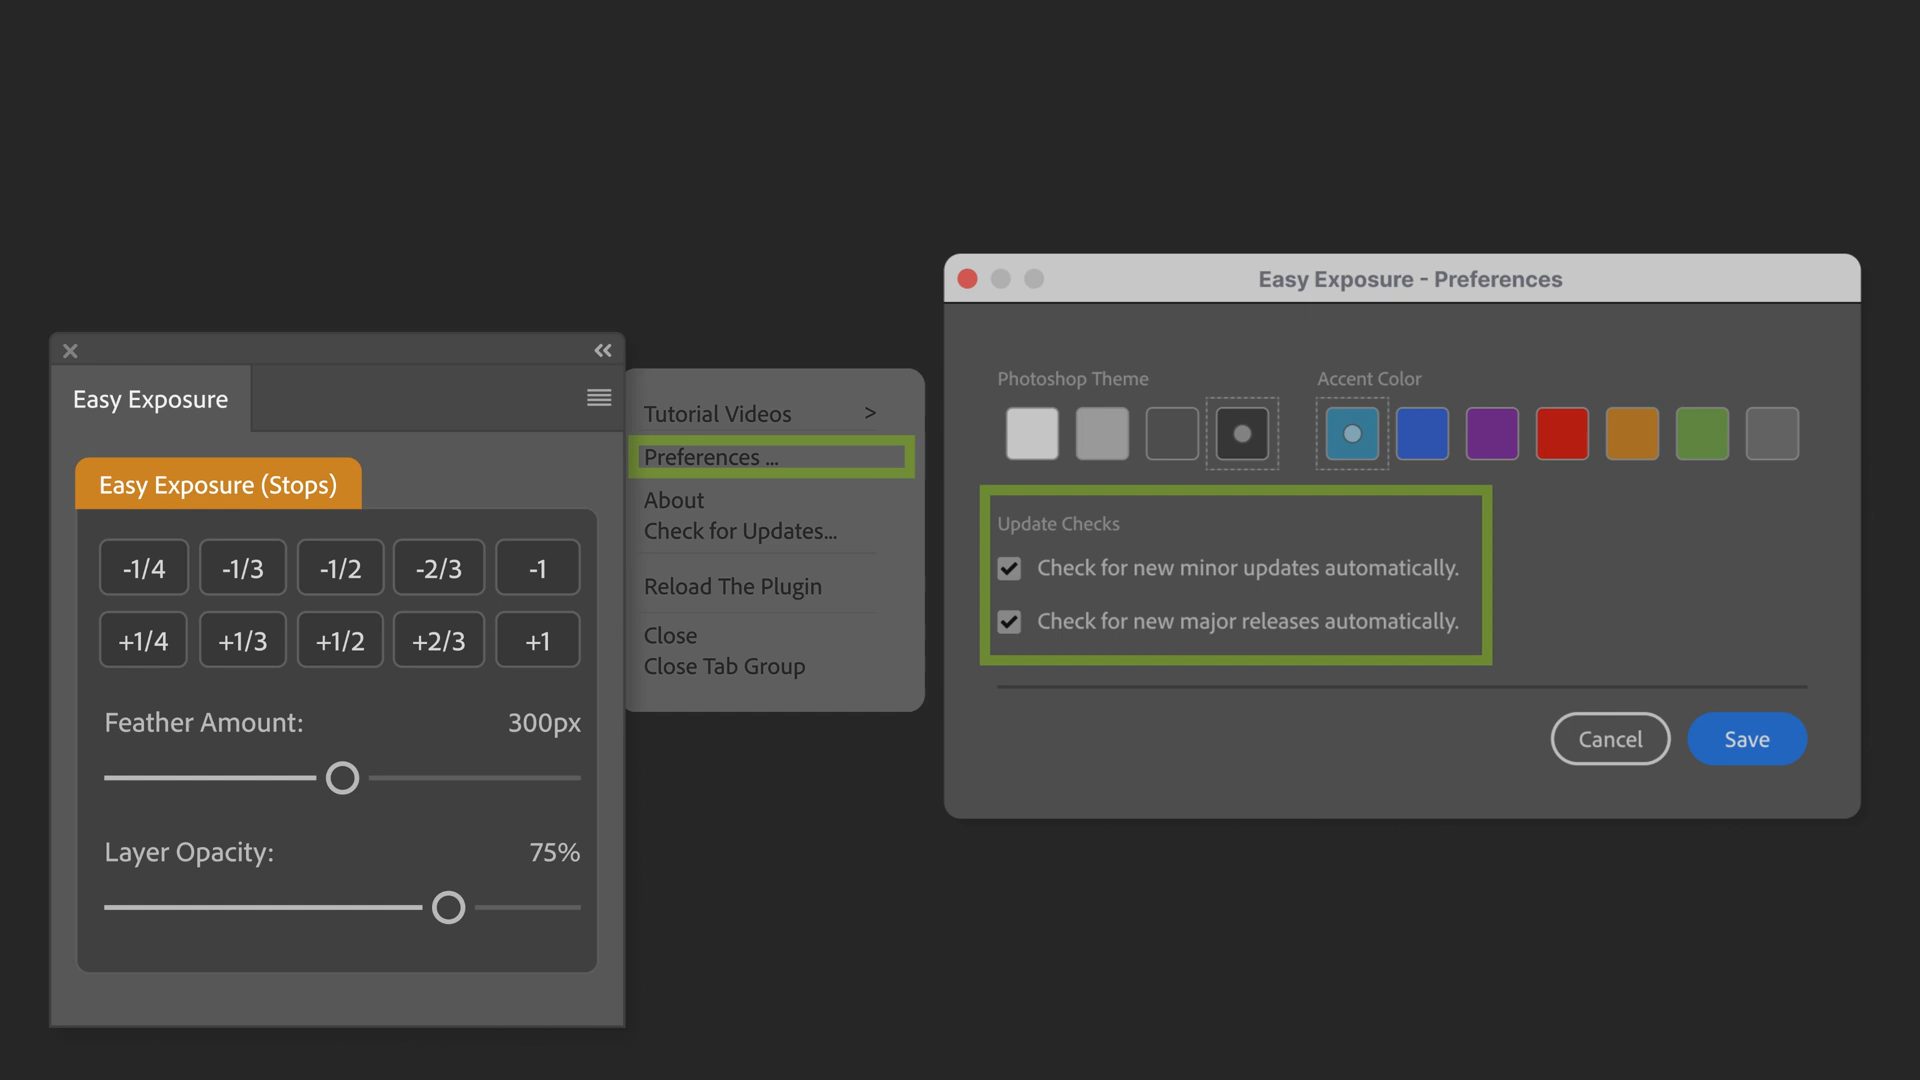 Easy Exposure
Easy Exposure (Stops)
-1/4
-1/3
-1/2
-2/3
-1
+1/4
+1/3
+1/2
+2/3
+1
Feather Amount:
300px
Layer Opacity:
75%
Tutorial Videos >
Preferences ...
About
Check for Updates...
Reload The Plugin
Close
Close Tab Group
Easy Exposure - Preferences
Photoshop Theme
Accent Color
Update Checks
Check for new minor updates automatically.
Check for new major releases automatically.
Cancel
Save